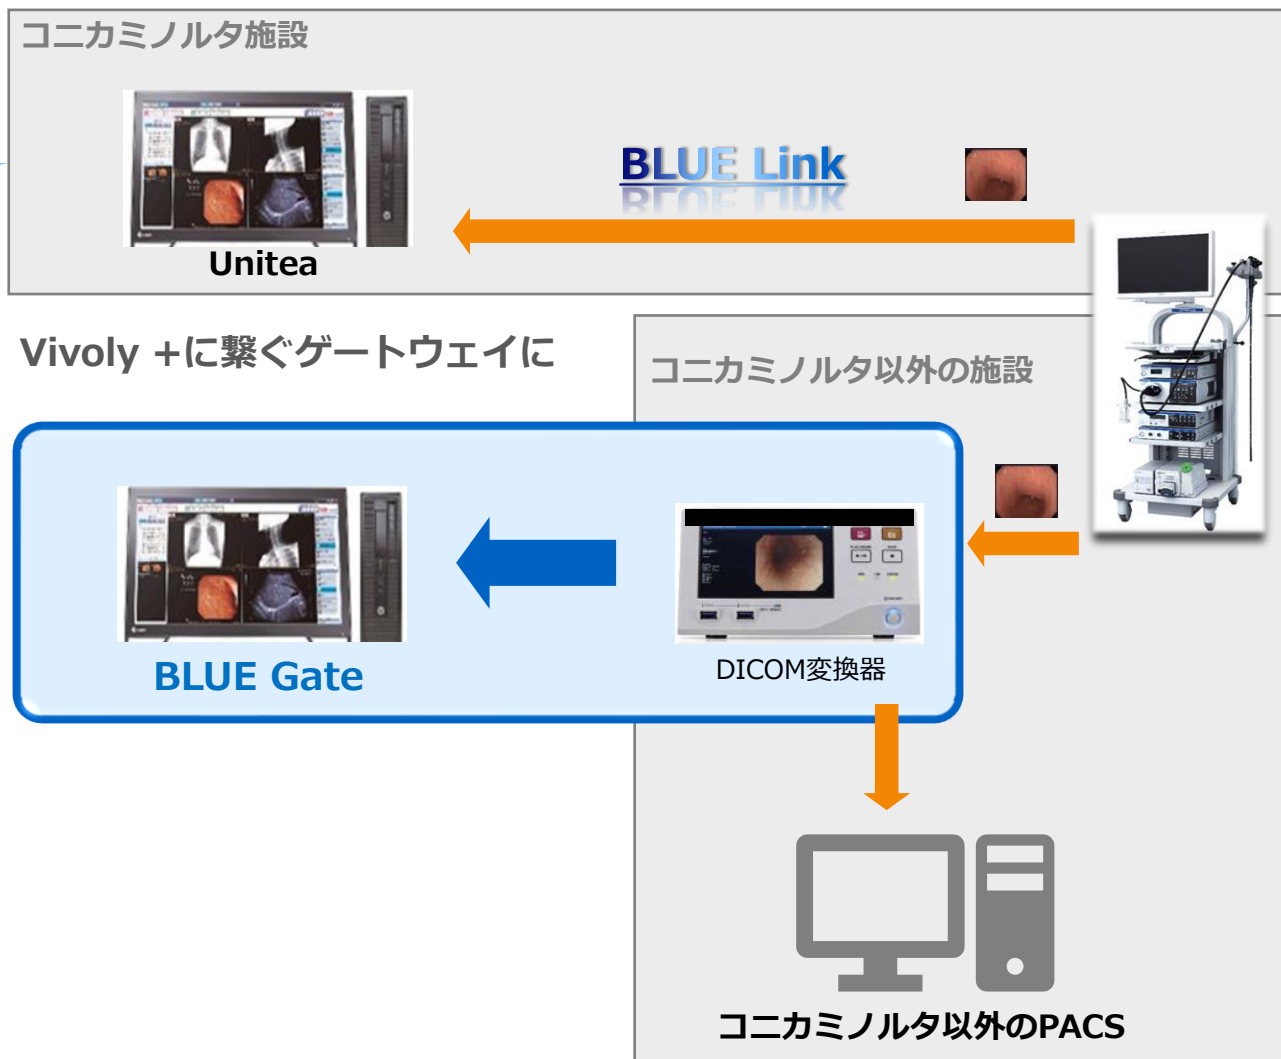 コニカミノルタ施設
BLUE Link
Unitea
Vivoly +に繋ぐゲートウェイに
コニカミノルタ以外の施設
BLUE Gate
DICOM変換器
コニカミノルタ以外のPACS